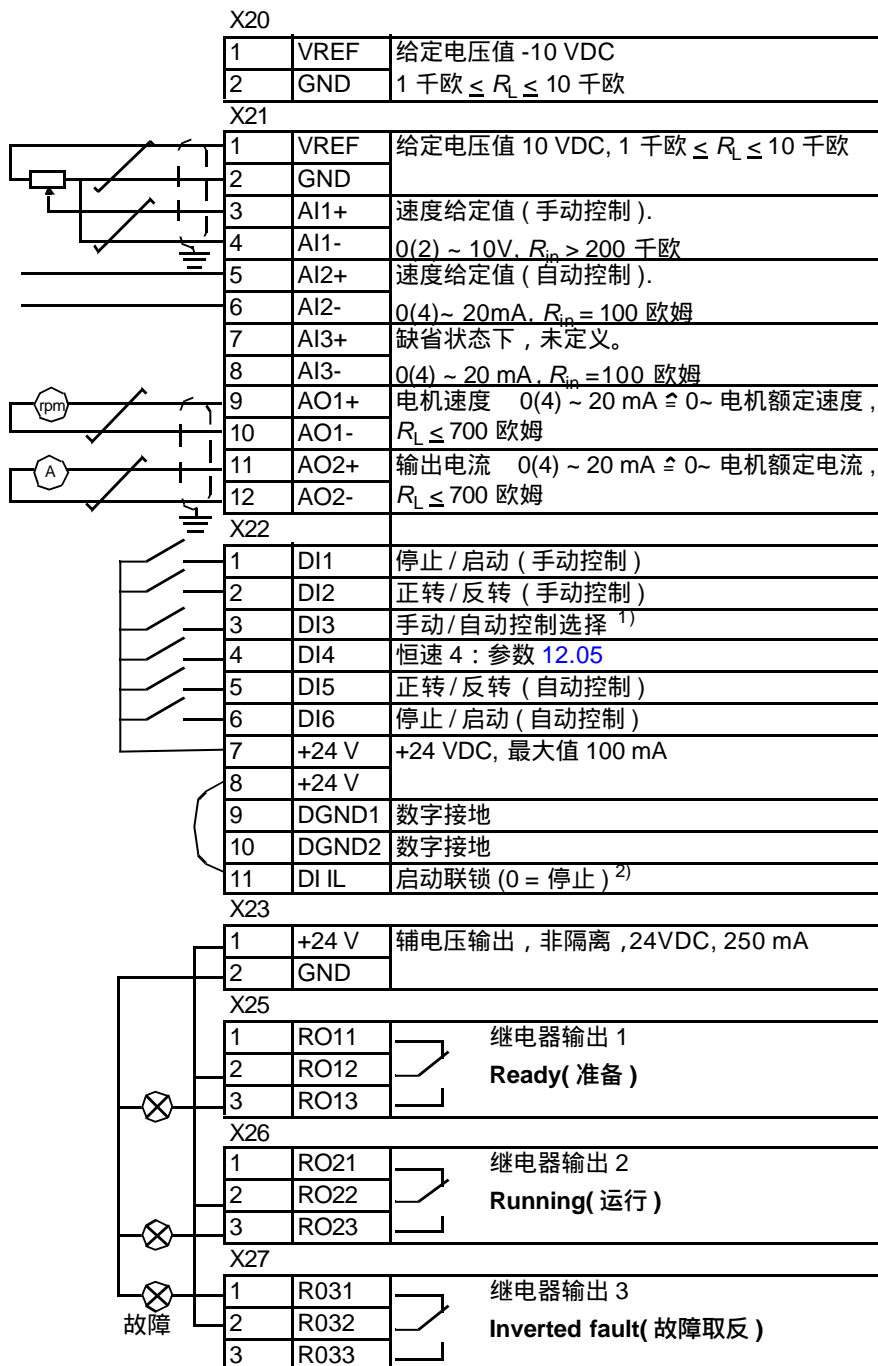 X20
1 VREF 给定电压值 -10 VDC
2 GND 1 千欧 ≤ RL ≤ 10 千欧
X21
1 VREF 给定电压值 10 VDC, 1 千欧 ≤ RL ≤ 10 千欧
2 GND
3 AI1+ 速度给定值 ( 手动控制 ).
4 AI1- 0(2) ~ 10V, Rin > 200 千欧
5 AI2+ 速度给定值 ( 自动控制 ).
6 AI2- 0(4)~ 20mA, Rin = 100 欧姆
7 AI3+ 缺省状态下，未定义。
8 AI3- 0(4) ~ 20 mA, Rin =100 欧姆
rpm 9 AO1+ 电机速度 0(4) ~ 20 mA ≙ 0~ 电机额定速度 ,
10 AO1- RL ≤ 700 欧姆
A 11 AO2+ 输出电流 0(4) ~ 20 mA ≙ 0~ 电机额定电流 ,
12 AO2- RL ≤ 700 欧姆
X22
1 DI1 停止 / 启动 ( 手动控制 )
2 DI2 正转 / 反转 ( 手动控制 )
3 DI3 手动/自动控制选择 1)
4 DI4 恒速 4：参数 12.05
5 DI5 正转 / 反转 ( 自动控制 )
6 DI6 停止 / 启动 ( 自动控制 )
7 +24 V +24 VDC, 最大值 100 mA
8 +24 V
9 DGND1 数字接地
10 DGND2 数字接地
11 DI IL 启动联锁 (0 = 停止 ) 2)
X23
1 +24 V 辅电压输出，非隔离 ,24VDC, 250 mA
2 GND
X25
1 RO11 继电器输出 1
2 RO12 Ready( 准备 )
3 RO13
X26
1 RO21 继电器输出 2
2 RO22 Running( 运行 )
3 RO23
X27
1 R031 继电器输出 3
故障 2 R032 Inverted fault( 故障取反 )
3 R033